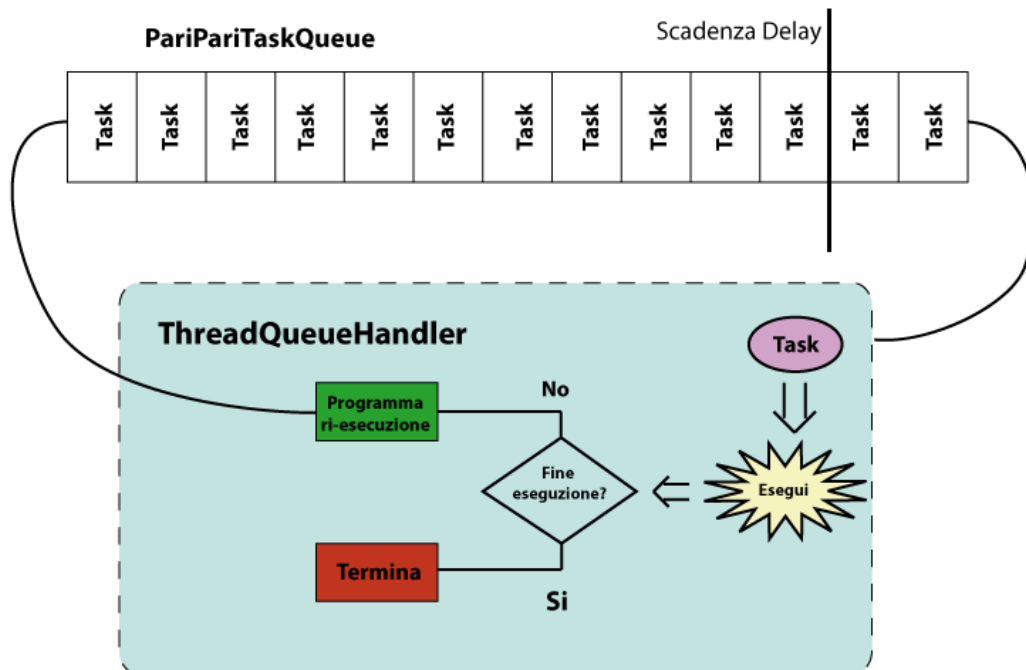 PariPariTaskQueue
Scadenza Delay
Task
Task
Task
Task
Task
Task
Task
Task
Task
Task
Task
Task
Task
ThreadQueueHandler
Task
No
Programma
ri-esecuzione
Fine
eseguzione?
Esegui
Termina
Si